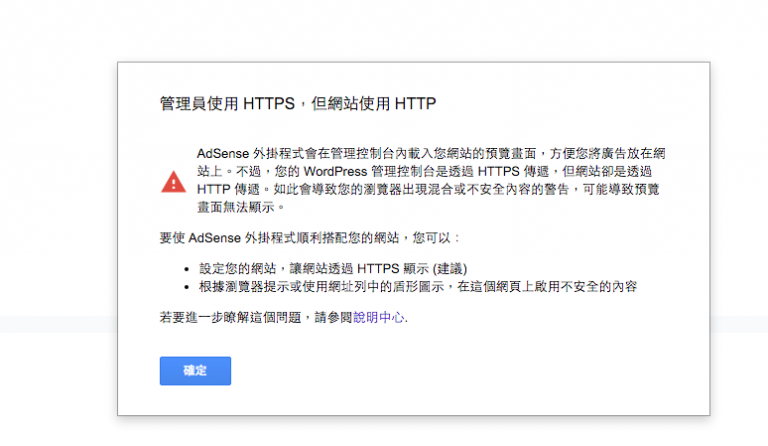 管理員使用 HTTPS，但網站使用 HTTP
AdSense 外掛程式會在管理控制台內載入您網站的預覽畫面，方便您將廣告放在網
站上。不過，您的 WordPress 管理控制台是透過 HTTPS 傳遞，但網站卻是透過
HTTP 傳遞。如此會導致您的瀏覽器出現混合或不安全內容的警告，可能導致預覽
畫面無法顯示。
要使 AdSense 外掛程式順利搭配您的網站，您可以：
• 設定您的網站，讓網站透過 HTTPS 顯示 (建議)
• 根據瀏覽器提示或使用網址列中的盾形圖示，在這個網頁上啟用不安全的內容
若要進一步瞭解這個問題，請參閱說明中心.
確定